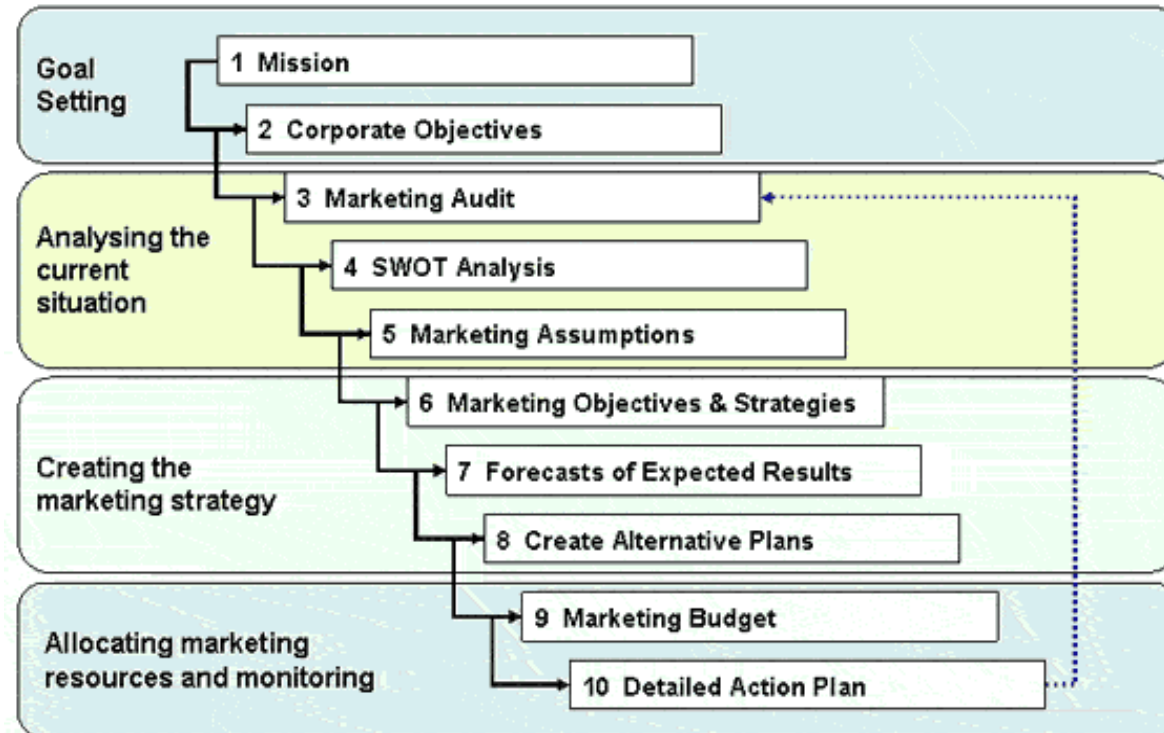 Goal
Setting
1 Mission
2 Corporate Objectives
Analysing the
current
situation
3 Marketing Audit
4 SWOT Analysis
5 Marketing Assumptions
Creating the
marketing strategy
6 Marketing Objectives & Strategies
7 Forecasts of Expected Results
8 Create Alternative Plans
Allocating marketing
resources and monitoring
9 Marketing Budget
10 Detailed Action Plan